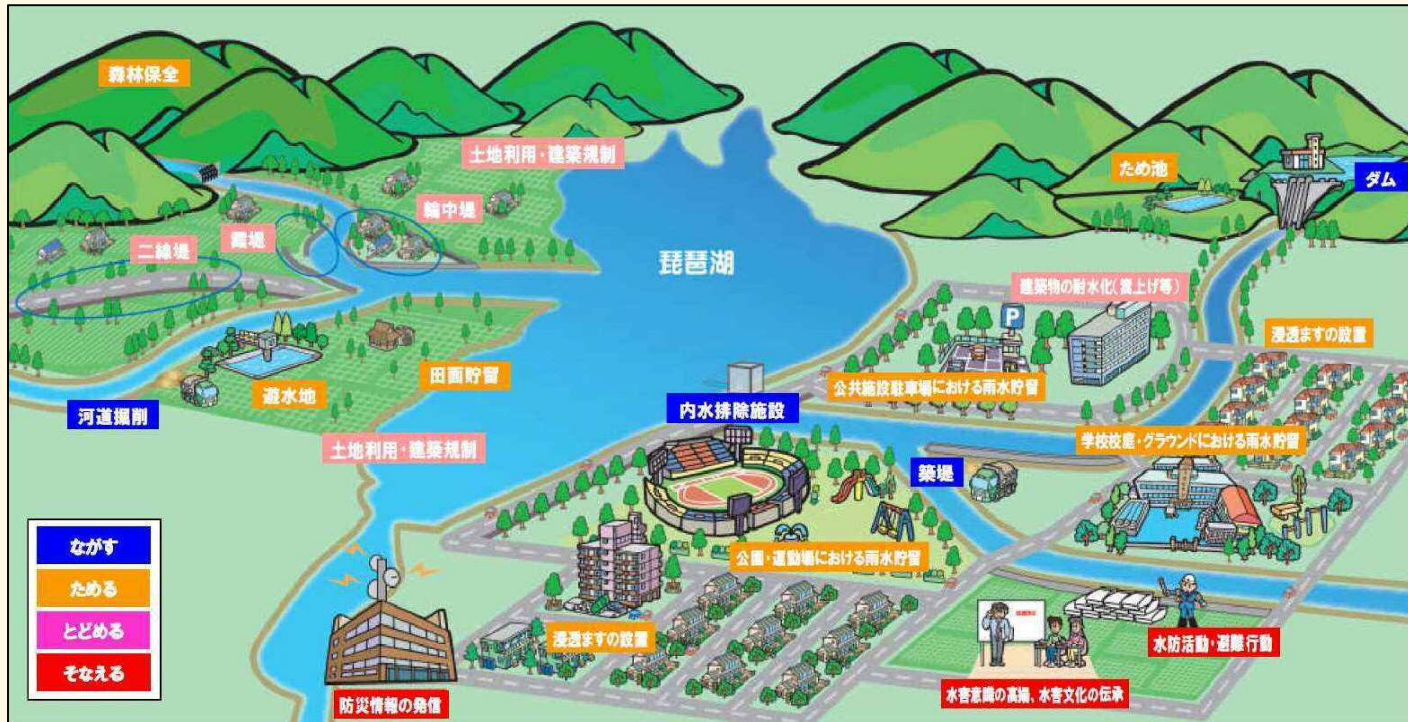 森林保全
土地利用・建築規制
ため池
ダム
輪中堤
霞堤
二線堤
琵琶湖
建築物の耐水化（嵩上げ等）
P
浸透ますの設置
田面貯留
遊水地
河道掘削
公共施設駐車場における雨水貯留
内水排除施設
学校校庭・グラウンドにおける雨水貯留
土地利用・建築規制
築堤
ながす
ためる
とどめる
そなえる
公園・運動場における雨水貯留
浸透ますの設置
水防活動・避難行動
防災情報の発信
水害意識の高揚、水害文化の伝承